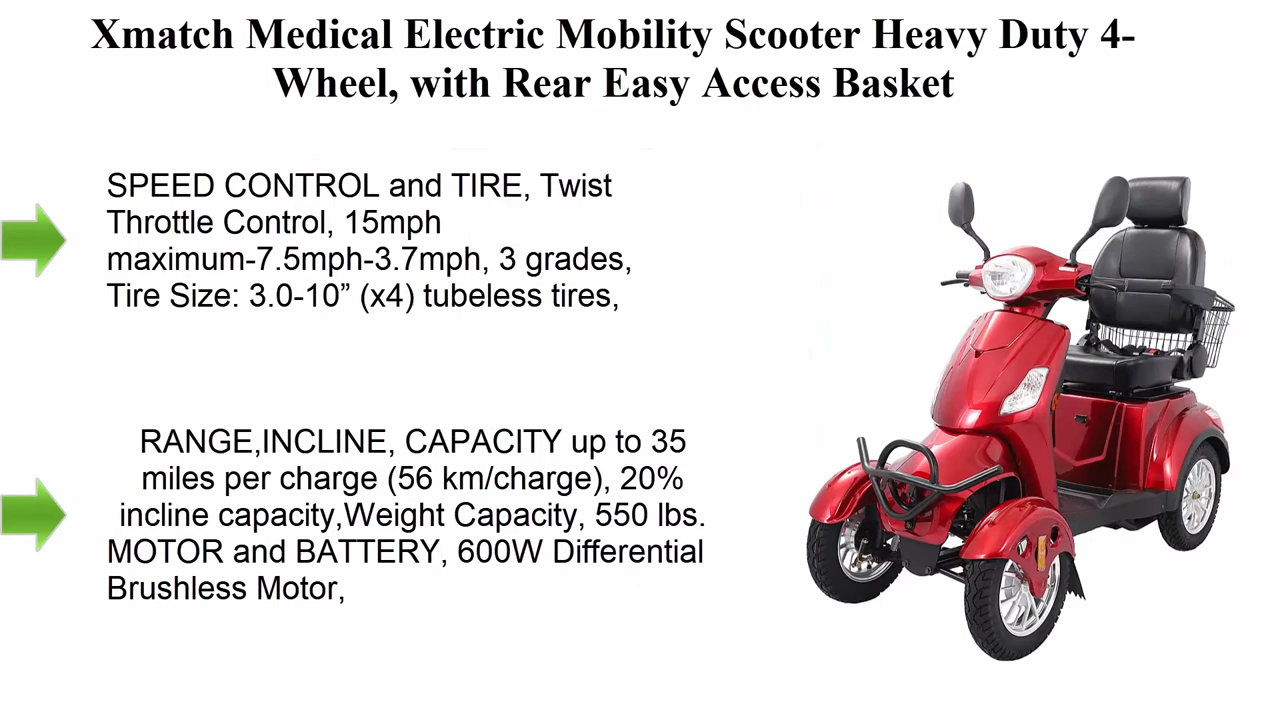 Xmatch Medical Electric Mobility Scooter Heavy Duty 4-
Wheel, with Rear Easy Access Basket
SPEED CONTROL and TIRE, Twist
Throttle Control, 15mph
maximum-7.5mph-3.7mph, 3 grades,
Tire Size: 3.0-10” (x4) tubeless tires,
RANGE,INCLINE, CAPACITY up to 35
miles per charge (56 km/charge), 20%
incline capacity,Weight Capacity, 550 lbs.
MOTOR and BATTERY, 600W Differential
Brushless Motor,